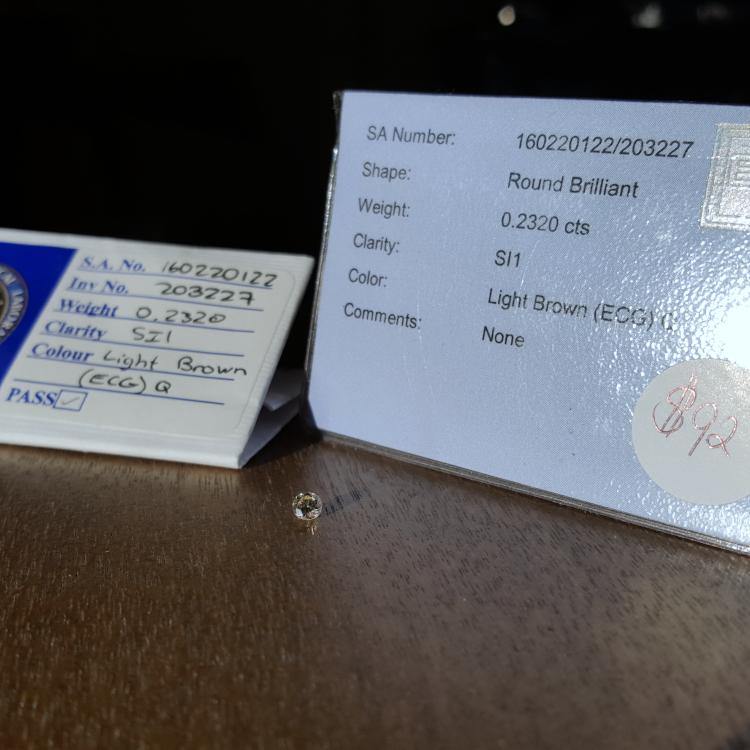 S.A. No. 160220122
Inv No. 203227
Weight 0.2320
Clarity SI1
Colour Light Brown
(ECG) Q
PASS ✓
SA Number: 160220122/203227
Shape: Round Brilliant
Weight: 0.2320 cts
Clarity: SI1
Color: Light Brown (ECG) Q
Comments: None
$92